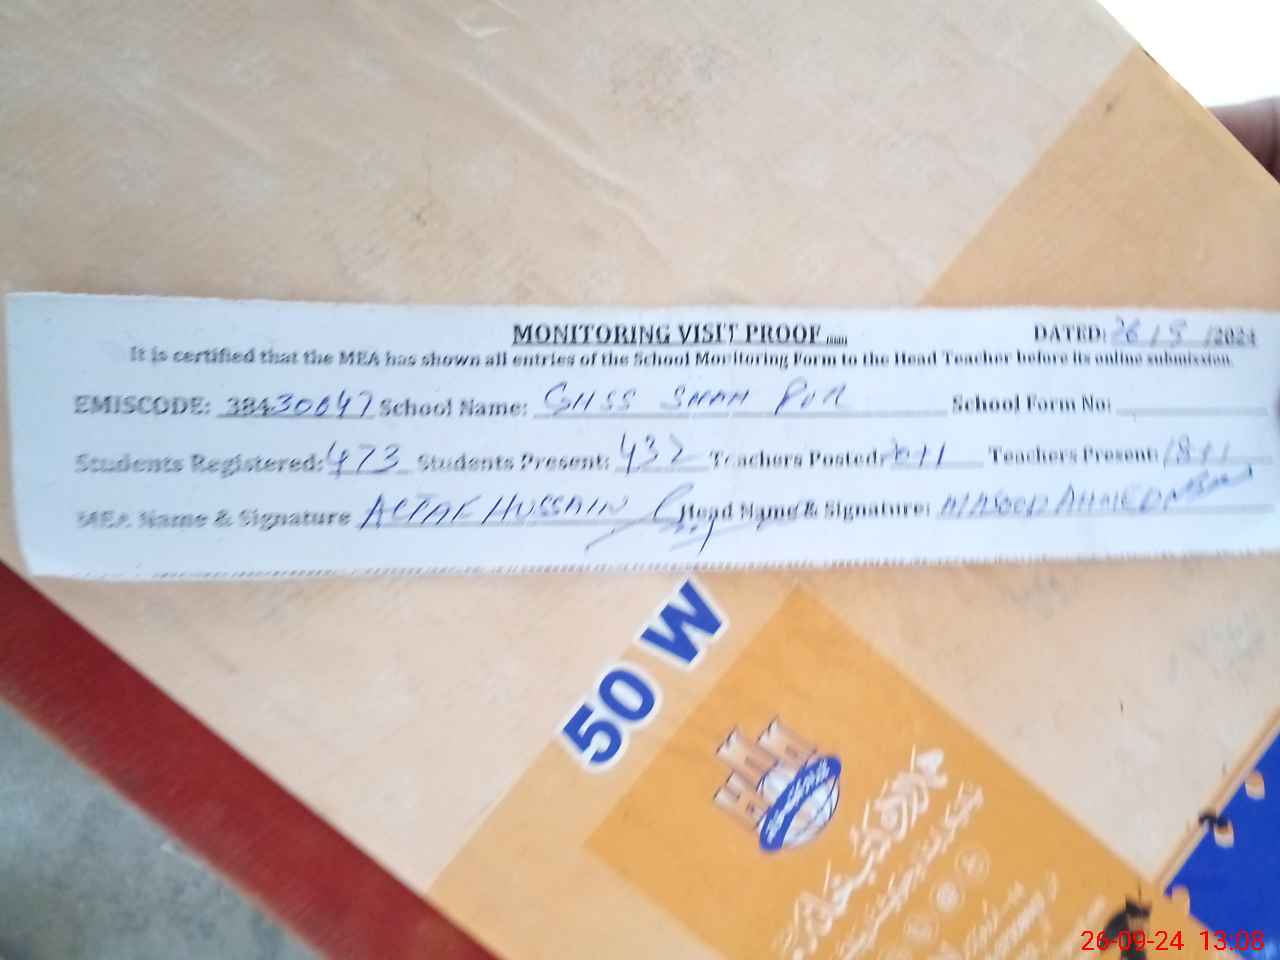 MONITORING VISIT PROOF
DATED: 26/9/2024
It is certified that the MEA has shown all entries of the School Monitoring Form to the Head Teacher before its online submission
EMISCODE: 38430047 School Name: GHSS SHAH PUR School Form No:
Students Registered: 473 Students Present: 432 Teachers Posted: Teachers Present:
MEA Name & Signature ALTAF HUSSAIN Head Name & Signature: MASOOD AHMED
50 W
26-09-24 13:08